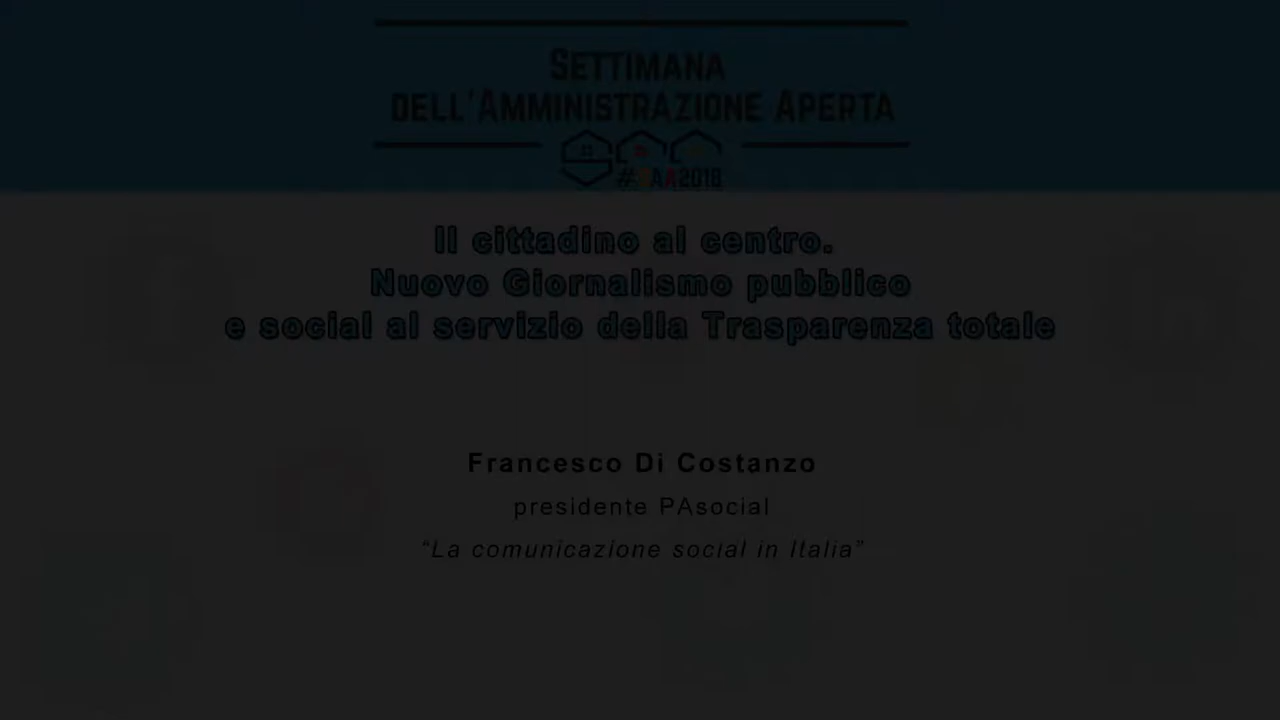 Settimana
dell'Amministrazione Aperta
#SAA2018
Il cittadino al centro.
Nuovo Giornalismo pubblico
e social al servizio della Trasparenza totale
Francesco Di Costanzo
presidente PAsocial
“La comunicazione social in Italia”